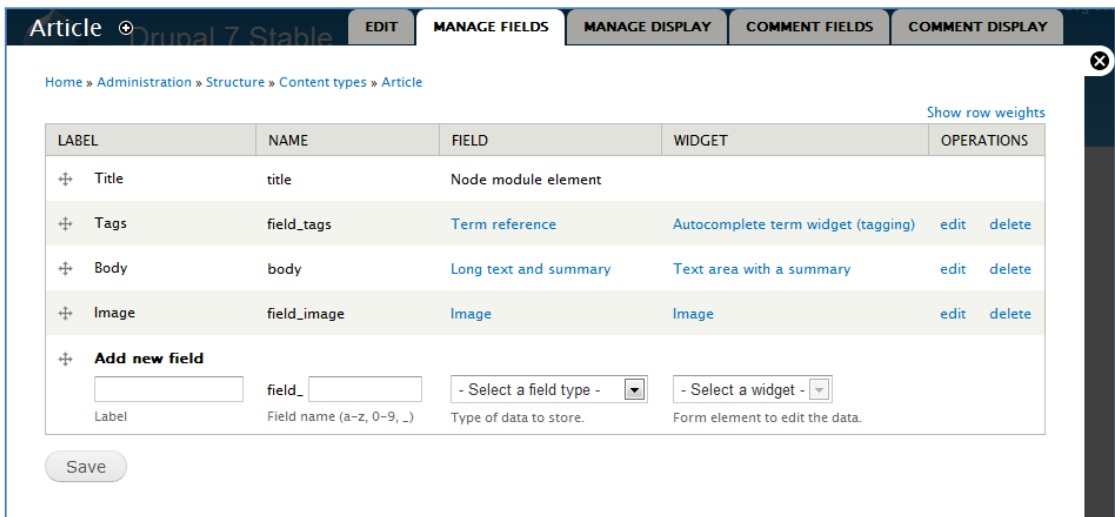 Article Drupal 7 Stable EDIT MANAGE FIELDS MANAGE DISPLAY COMMENT FIELDS COMMENT DISPLAY
Home » Administration » Structure » Content types » Article
Show row weights
LABEL NAME FIELD WIDGET OPERATIONS
Title title Node module element
Tags field_tags Term reference Autocomplete term widget (tagging) edit delete
Body body Long text and summary Text area with a summary edit delete
Image field_image Image Image edit delete
Add new field
field_ - Select a field type - - Select a widget -
Label Field name (a-z, 0-9, _) Type of data to store. Form element to edit the data.
Save